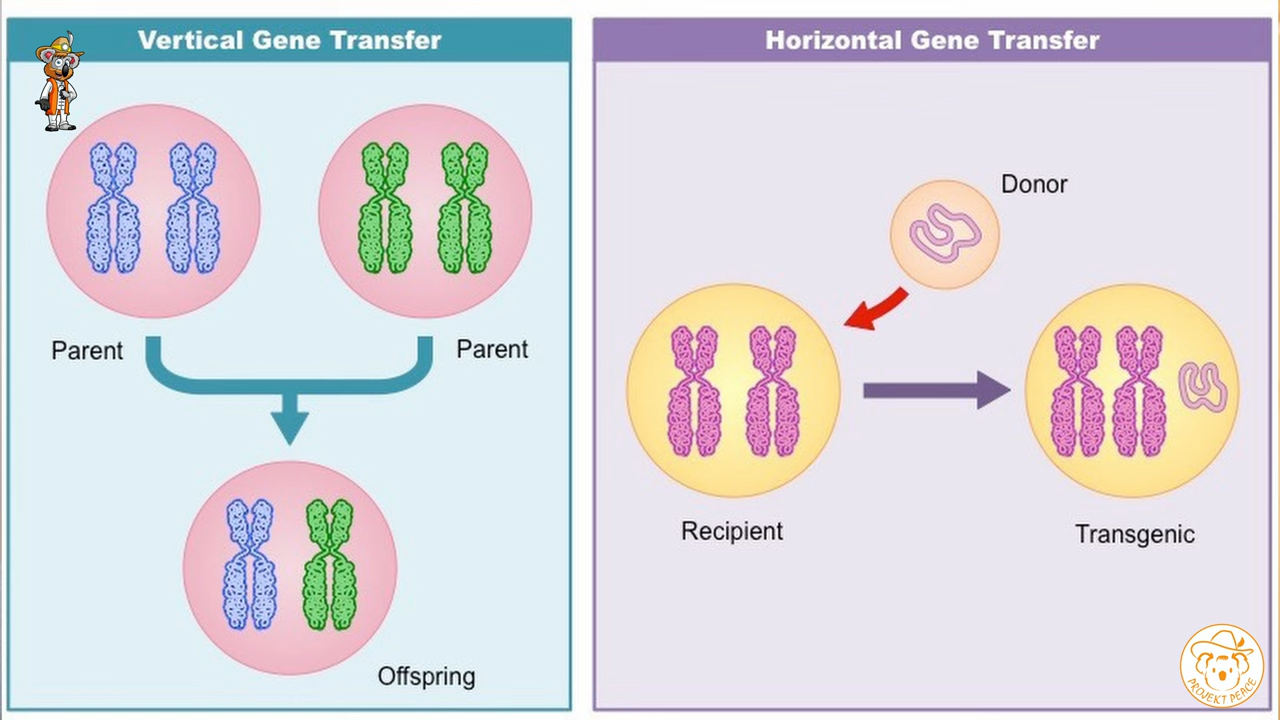 Vertical Gene Transfer
Parent
Parent
Offspring
Horizontal Gene Transfer
Donor
Recipient
Transgenic
PROJEKT PEACE